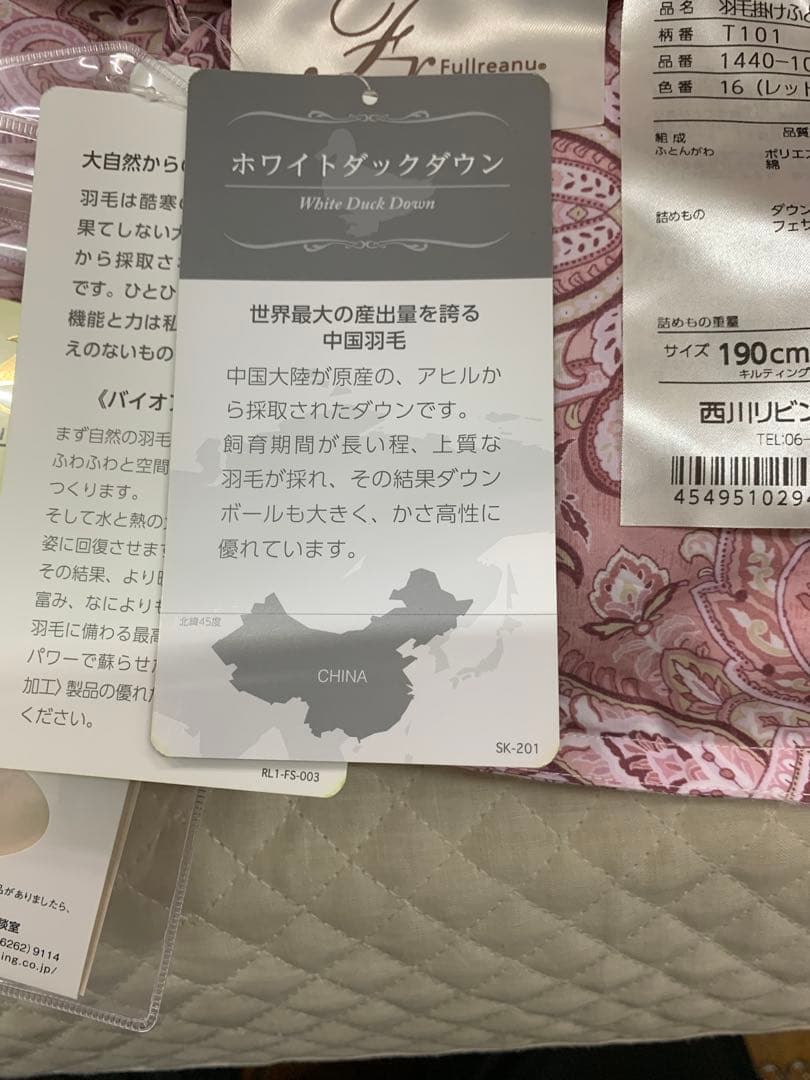 Fr
Fullreanu®
品名 羽毛掛けふと
柄番 T101
品番 1440-10
色番 16 (レッド
組成
品質
ふとんがわ
ポリエス
綿
詰めもの
ダウン
フェザ
詰めもの重量
サイズ 190cm
キルティング
西川リビン
TEL:06-
454951029
ホワイトダックダウン
White Duck Down
世界最大の産出量を誇る
中国羽毛
中国大陸が原産の、アヒルか
ら採取されたダウンです。
飼育期間が長い程、上質な
羽毛が採れ、その結果ダウン
ボールも大きく、かさ高性に
優れています。
北緯45度
CHINA
SK-201
大自然から
羽毛は酷寒
果てしない
から採取さ
です。ひとひ
機能と力は私
えのないもの
《バイオ
まず自然の羽毛
ふわふわと空間
つくります。
そして水と熱の
姿に回復させます
その結果、より
富み、なによりも
羽毛に備わる最高
パワーで蘇らせた
加工〉製品の優れた
ください。
RL1-FS-003
がありましたら、
談室
6262)9114
ing.co.jp/